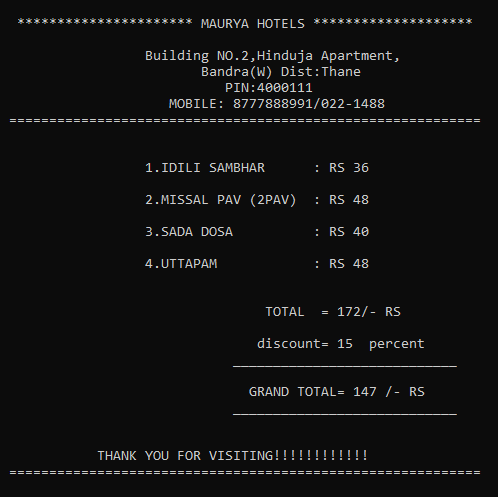 ********************** MAURYA HOTELS ********************
Building NO.2,Hinduja Apartment,
Bandra(W) Dist:Thane
PIN:4000111
MOBILE: 8777888991/022-1488
===========================================================
1.IDILI SAMBHAR : RS 36
2.MISSAL PAV (2PAV) : RS 48
3.SADA DOSA : RS 40
4.UTTAPAM : RS 48
TOTAL = 172/- RS
discount= 15 percent
____________________________
GRAND TOTAL= 147 /- RS
____________________________
THANK YOU FOR VISITING!!!!!!!!!!!!
===========================================================